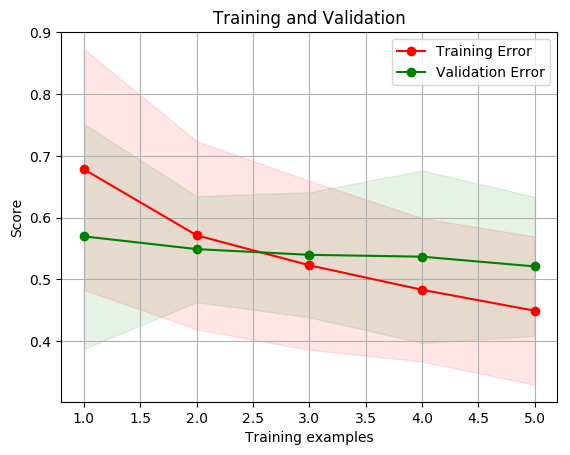 Training and Validation
Training Error
Validation Error
Score
0.9
0.8
0.7
0.6
0.5
0.4
1.0 1.5 2.0 2.5 3.0 3.5 4.0 4.5 5.0
Training examples